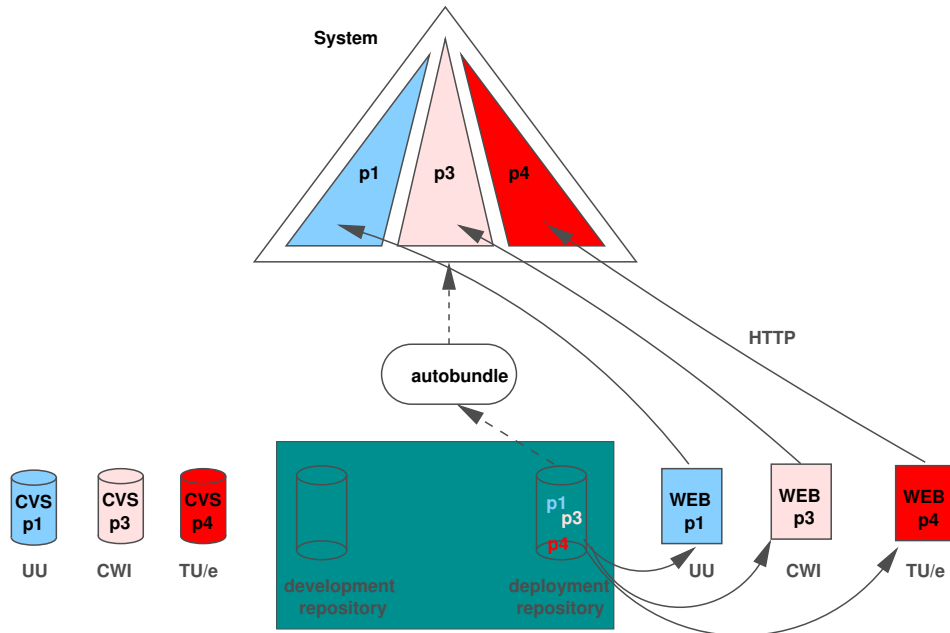 System
p1
p3
p4
HTTP
autobundle
CVS
p1
CVS
p3
CVS
p4
p1
p3
p4
WEB
p1
WEB
p3
WEB
p4
UU
CWI
TU/e
development
repository
deployment
repository
UU
CWI
TU/e